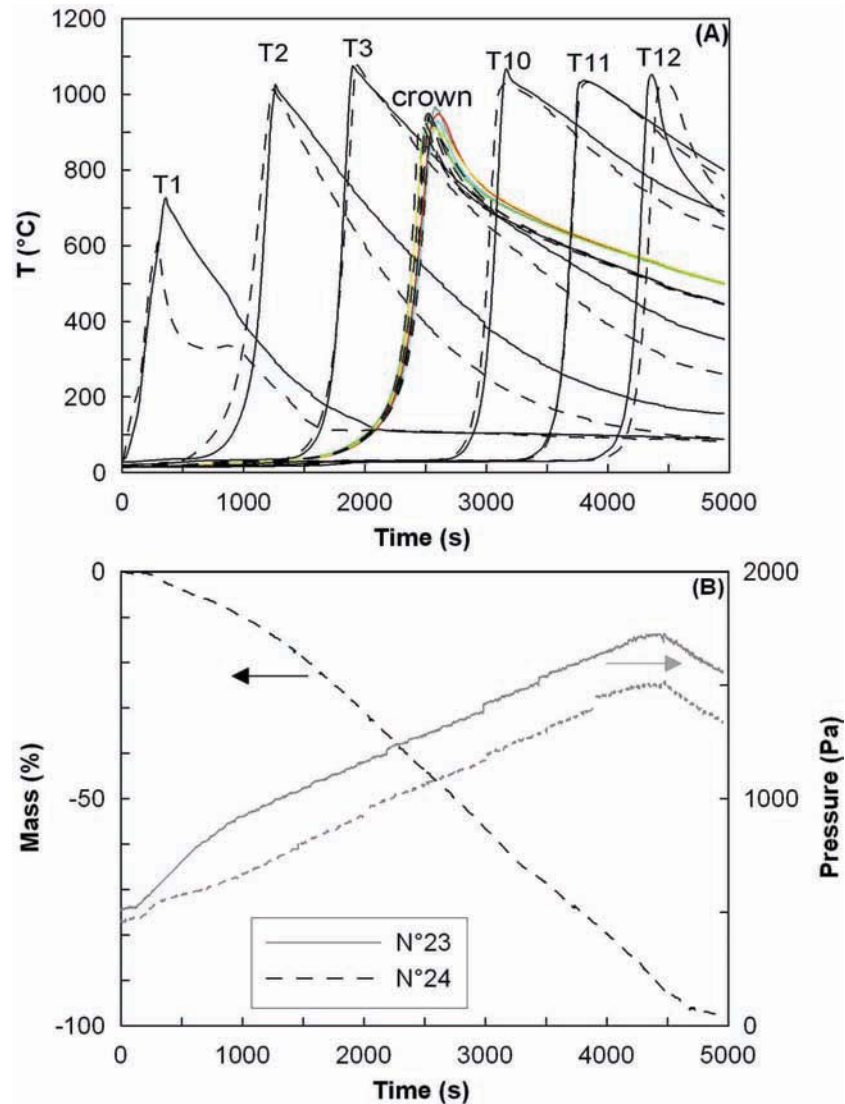 (A)
1200
1000
800
600
400
200
0
T (°C)
T1
T2
T3
crown
T10
T11
T12
0 1000 2000 3000 4000 5000
Time (s)
(B)
0
-50
-100
Mass (%)
2000
1000
0
Pressure (Pa)
N°23
N°24
0 1000 2000 3000 4000 5000
Time (s)